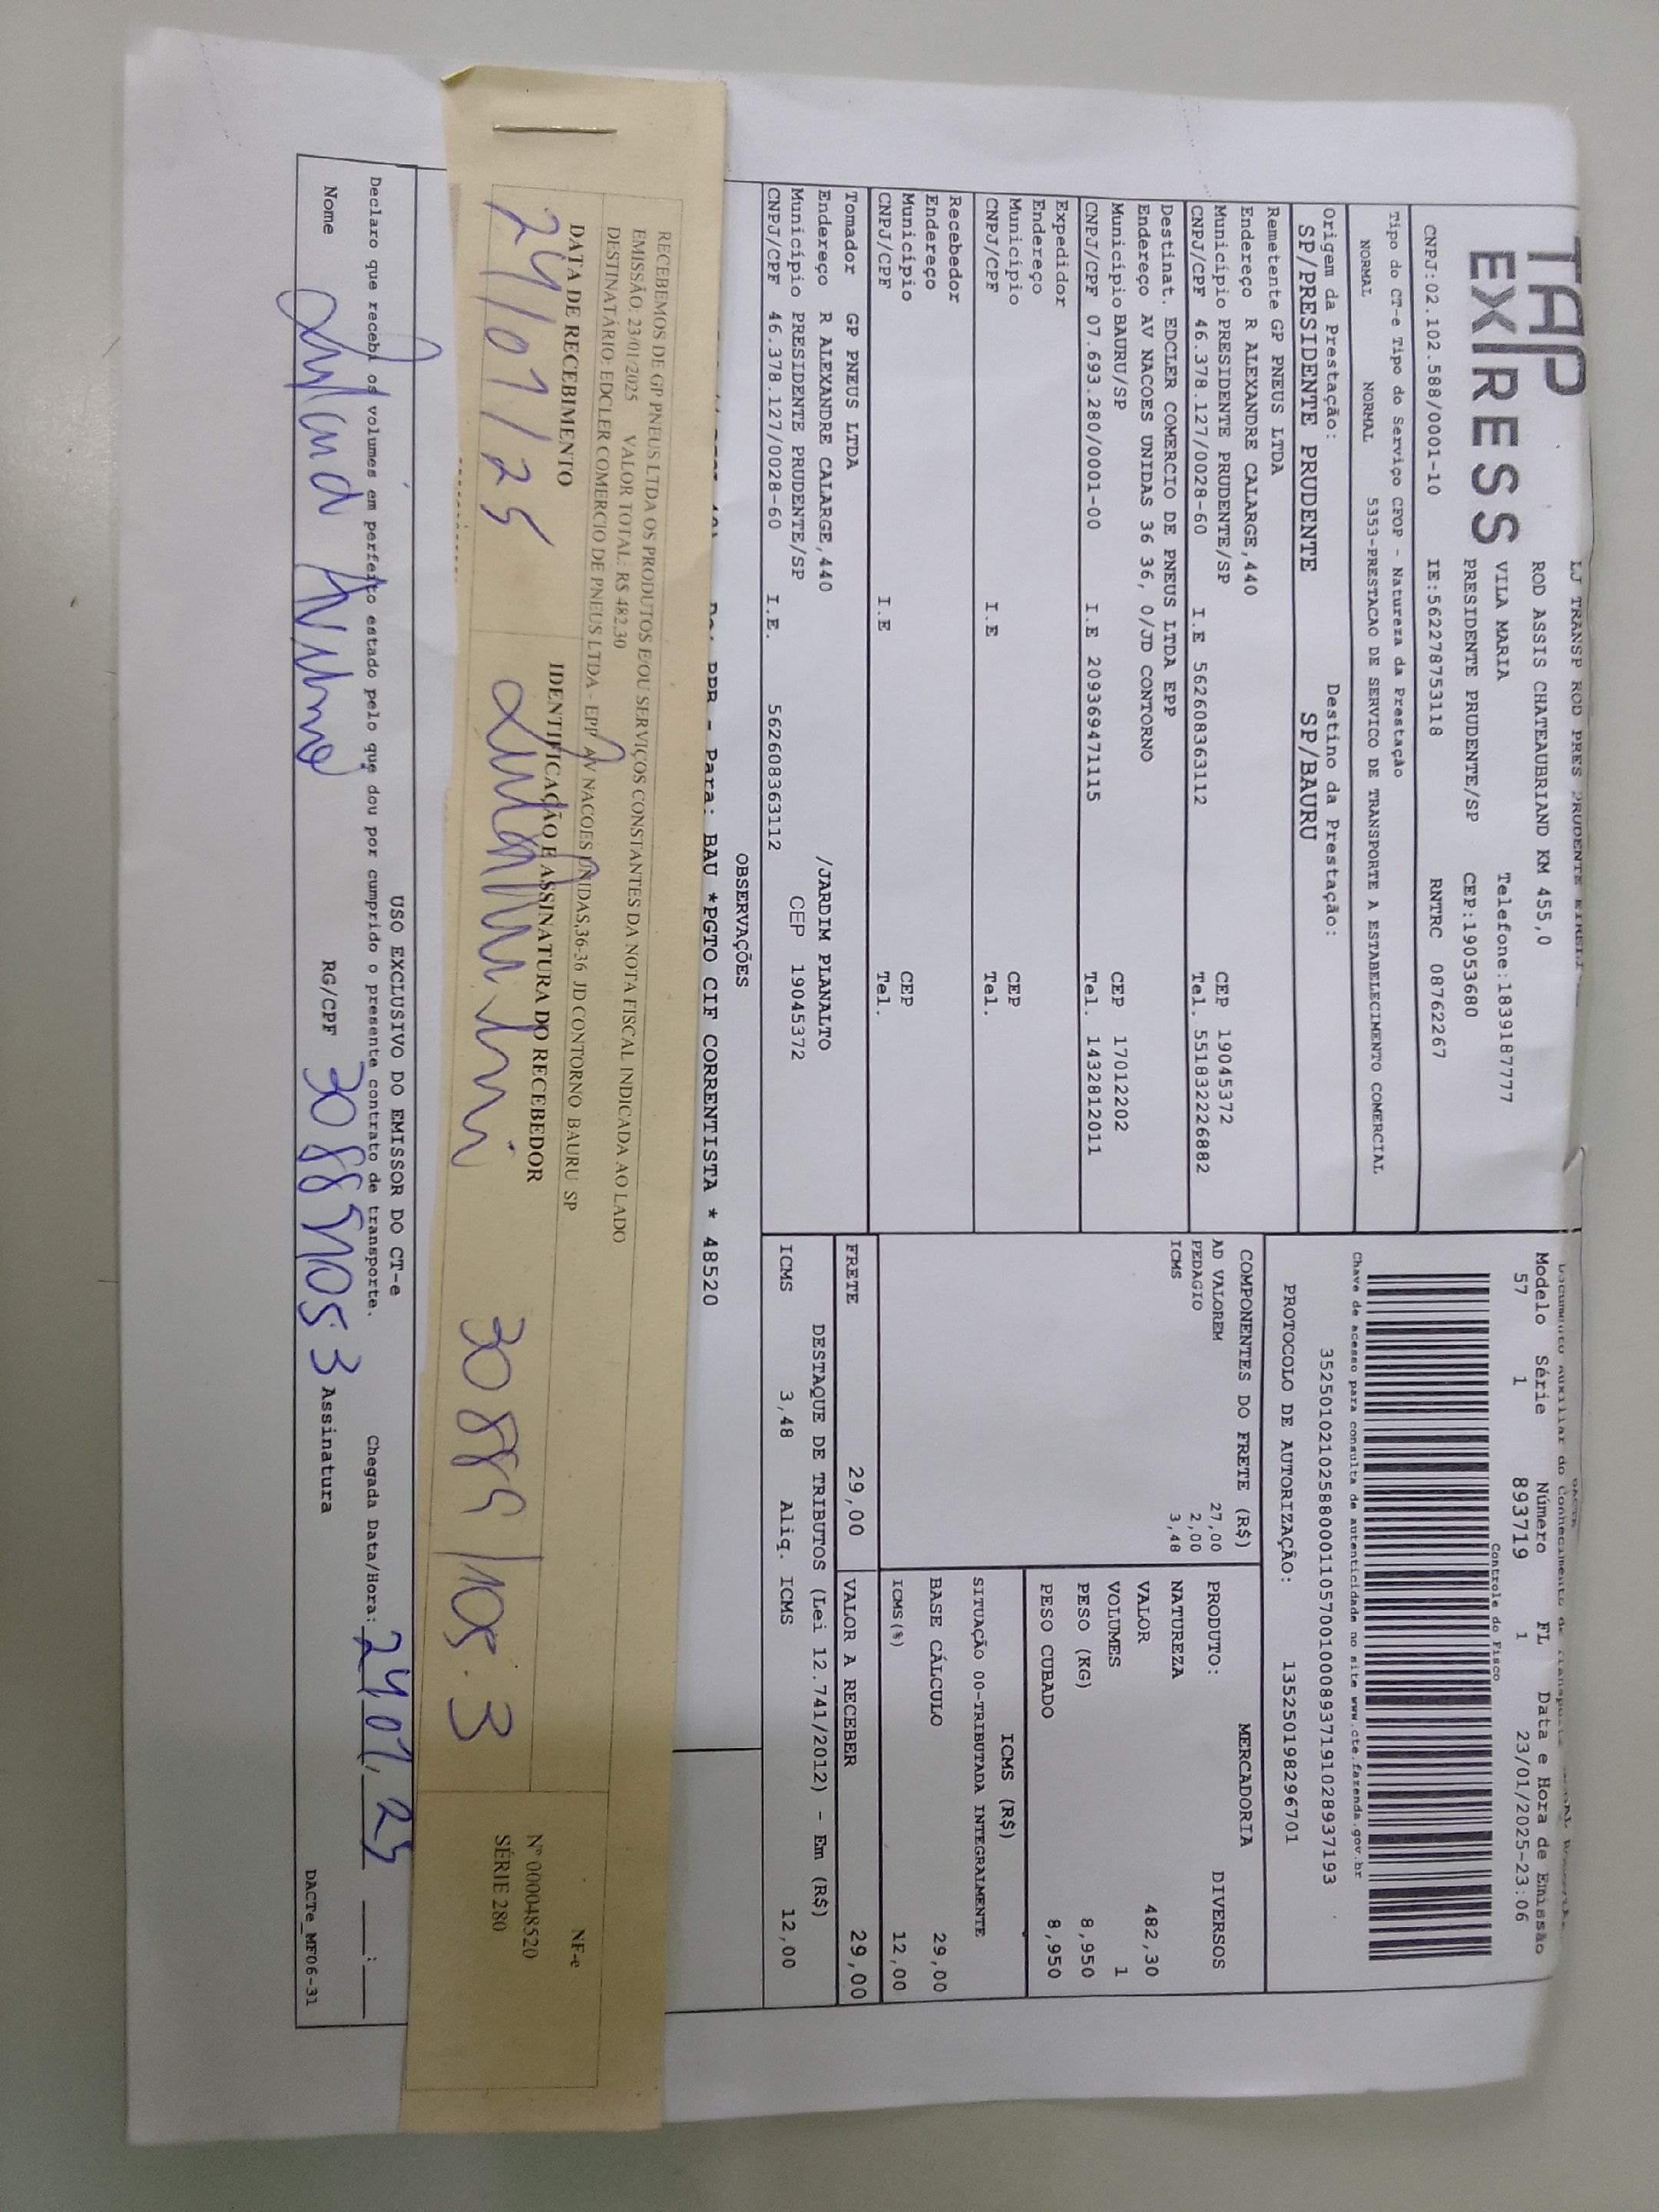 TAP
EXPRESS
LJ TRANSP ROD PRES PRUDENTE
ROD ASSIS CHATEAUBRIAND KM 455,0
VILA MARIA Telefone:1839187777
PRESIDENTE PRUDENTE/SP CEP:19053680
CNPJ:02.102.588/0001-10 IE:562278753118 RNTRC 08762267
Modelo Série Número FL Data e Hora de Emissão
57 1 893719 1 23/01/2025-23:06
Controle do Fisco
Chave de acesso para consulta de autenticidade no site www.cte.fazenda.gov.br
35250102102588000110570010008937191028937193
PROTOCOLO DE AUTORIZAÇÃO: 135250198296701
Tipo do CT-e Tipo do Serviço CFOP - Natureza da Prestação
NORMAL NORMAL 5353-PRESTACAO DE SERVICO DE TRANSPORTE A ESTABELECIMENTO COMERCIAL
Origem da Prestação: Destino da Prestação:
SP/PRESIDENTE PRUDENTE SP/BAURU
Remetente GP PNEUS LTDA
Endereço R ALEXANDRE CALARGE,440
Município PRESIDENTE PRUDENTE/SP CEP 19045372
CNPJ/CPF 46.378.127/0028-60 I.E 562608363112 Tel. 551832226882
Destinat. EDCLER COMERCIO DE PNEUS LTDA EPP
Endereço AV NACOES UNIDAS 36 36, 0/JD CONTORNO
Município BAURU/SP CEP 17012202
CNPJ/CPF 07.693.280/0001-00 I.E 209369471115 Tel. 1432812011
Expedidor
Endereço
Município CEP
CNPJ/CPF I.E Tel.
Recebedor
Endereço
Município CEP
CNPJ/CPF I.E Tel.
Tomador GP PNEUS LTDA
Endereço R ALEXANDRE CALARGE,440 /JARDIM PLANALTO
Município PRESIDENTE PRUDENTE/SP CEP 19045372
CNPJ/CPF 46.378.127/0028-60 I.E. 562608363112
COMPONENTES DO FRETE (R$)
AD VALOREM 27,00
PEDAGIO 2,00
ICMS 3,48
MERCADORIA
PRODUTO: DIVERSOS
NATUREZA
VALOR 482,30
VOLUMES 1
PESO (KG) 8,950
PESO CUBADO 8,950
ICMS (R$)
SITUAÇÃO 00-TRIBUTADA INTEGRALMENTE
BASE CÁLCULO 29,00
ICMS(%) 12,00
FRETE 29,00 VALOR A RECEBER 29,00
DESTAQUE DE TRIBUTOS (Lei 12.741/2012) - Em (R$)
ICMS 3,48 Aliq. ICMS 12,00
OBSERVAÇÕES
PPR - Para: BAU *PGTO CIF CORRENTISTA * 48520
RECEBEMOS DE GP PNEUS LTDA OS PRODUTOS E/OU SERVIÇOS CONSTANTES DA NOTA FISCAL INDICADA AO LADO
EMISSÃO: 23/01/2025 VALOR TOTAL: R$ 482.30
DESTINATÁRIO: EDCLER COMERCIO DE PNEUS LTDA - EPP AV NACOES UNIDAS,36-36 JD CONTORNO BAURU SP
DATA DE RECEBIMENTO IDENTIFICAÇÃO E ASSINATURA DO RECEBEDOR
24/01/25
NF-e
Nº 000048520
SÉRIE 280
USO EXCLUSIVO DO EMISSOR DO CT-e
Declaro que recebi os volumes em perfeito estado pelo que dou por cumprido o presente contrato de transporte. Chegada Data/Hora: 24,01,25 :
Nome RG/CPF Assinatura
DACTe_MF06-31